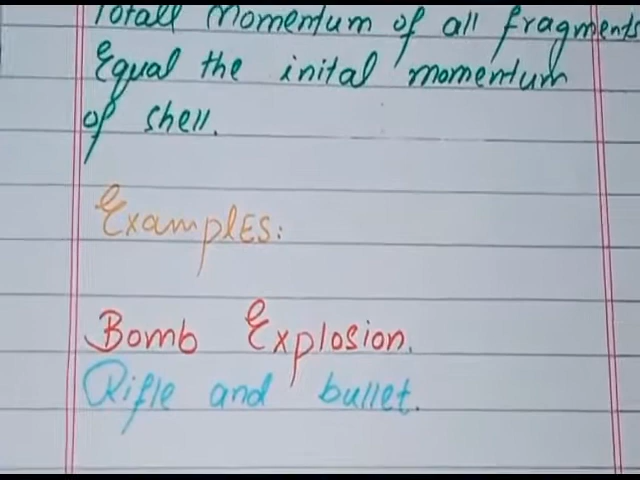 Totall momentum of all fragments
Equal the inital momentum
of shell.
Examples:
Bomb Explosion.
Rifle and bullet.